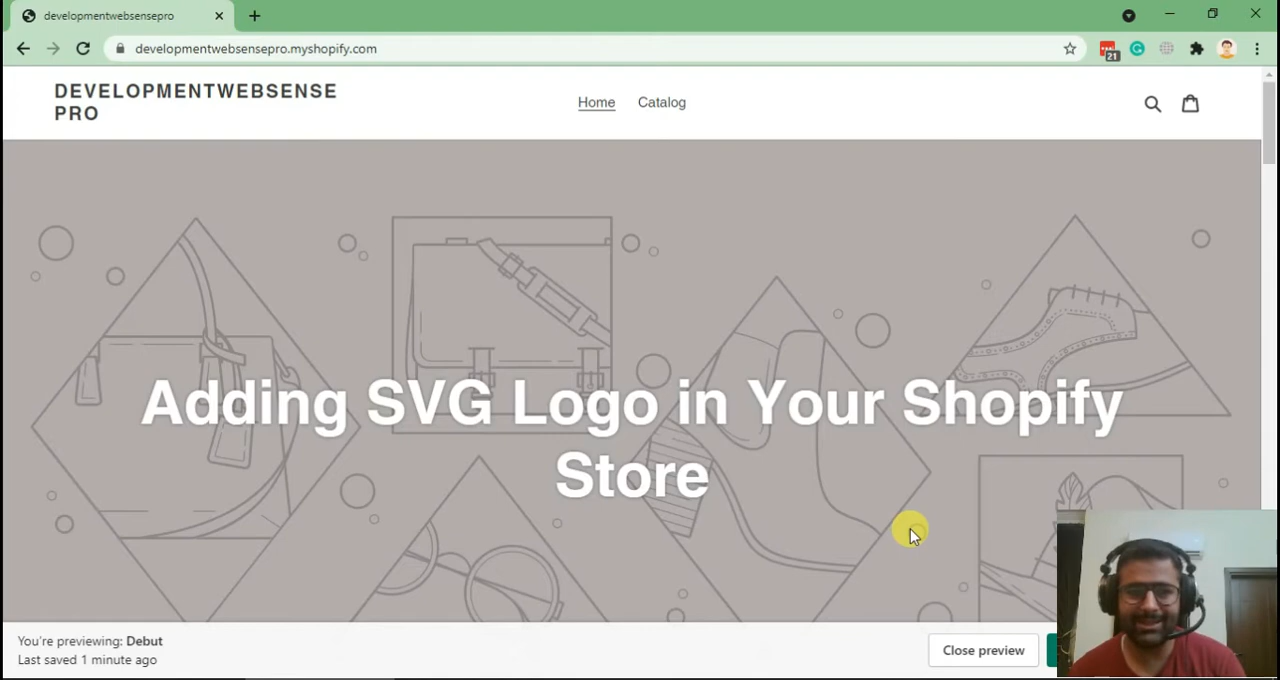 developmentwebsensepro
developmentwebsensepro.myshopify.com
21
DEVELOPMENTWEBSENSE
PRO
Home Catalog
Adding SVG Logo in Your Shopify
Store
You're previewing: Debut
Last saved 1 minute ago
Close preview